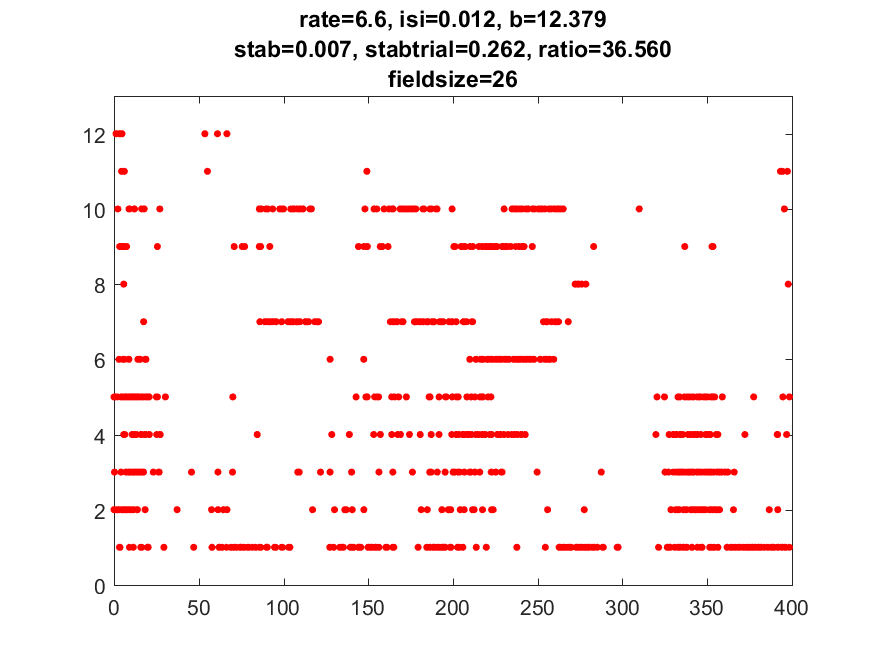 rate=6.6, isi=0.012, b=12.379
stab=0.007, stabtrial=0.262, ratio=36.560
fieldsize=26
12
10
8
6
4
2
0
0 50 100 150 200 250 300 350 400